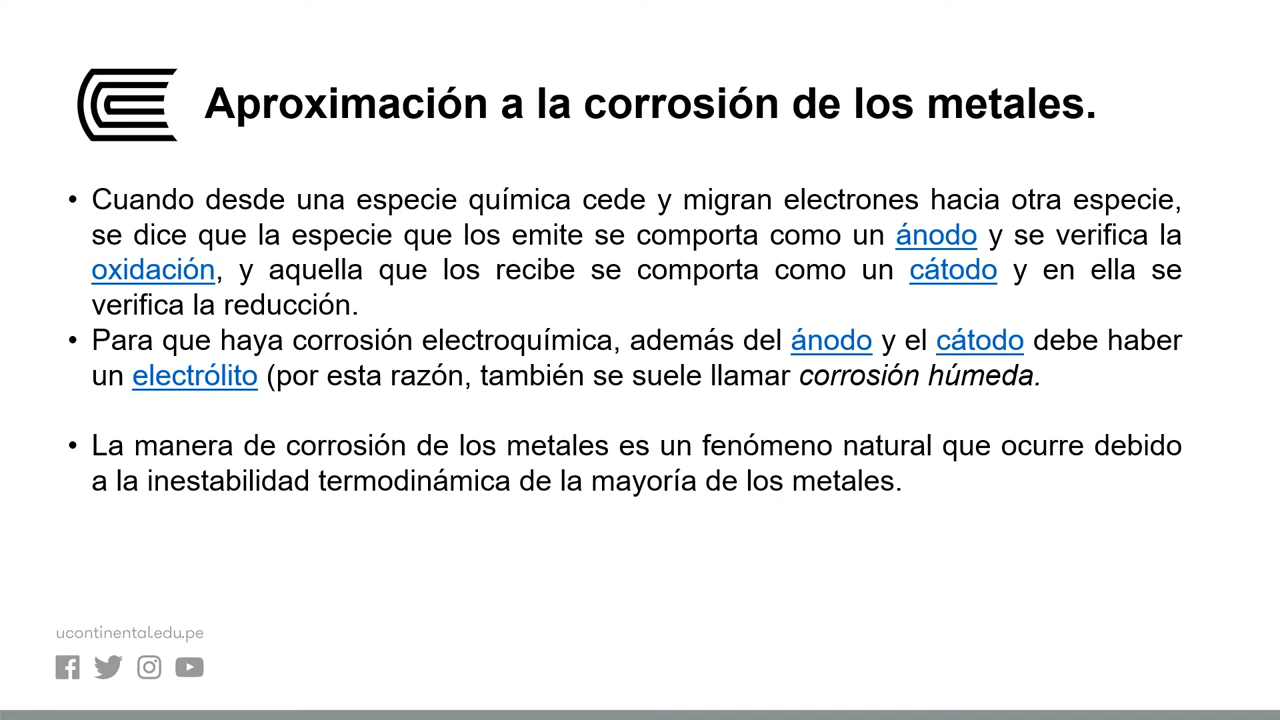 Aproximación a la corrosión de los metales.
• Cuando desde una especie química cede y migran electrones hacia otra especie,
se dice que la especie que los emite se comporta como un ánodo y se verifica la
oxidación, y aquella que los recibe se comporta como un cátodo y en ella se
verifica la reducción.
• Para que haya corrosión electroquímica, además del ánodo y el cátodo debe haber
un electrólito (por esta razón, también se suele llamar corrosión húmeda.
• La manera de corrosión de los metales es un fenómeno natural que ocurre debido
a la inestabilidad termodinámica de la mayoría de los metales.
ucontinental.edu.pe